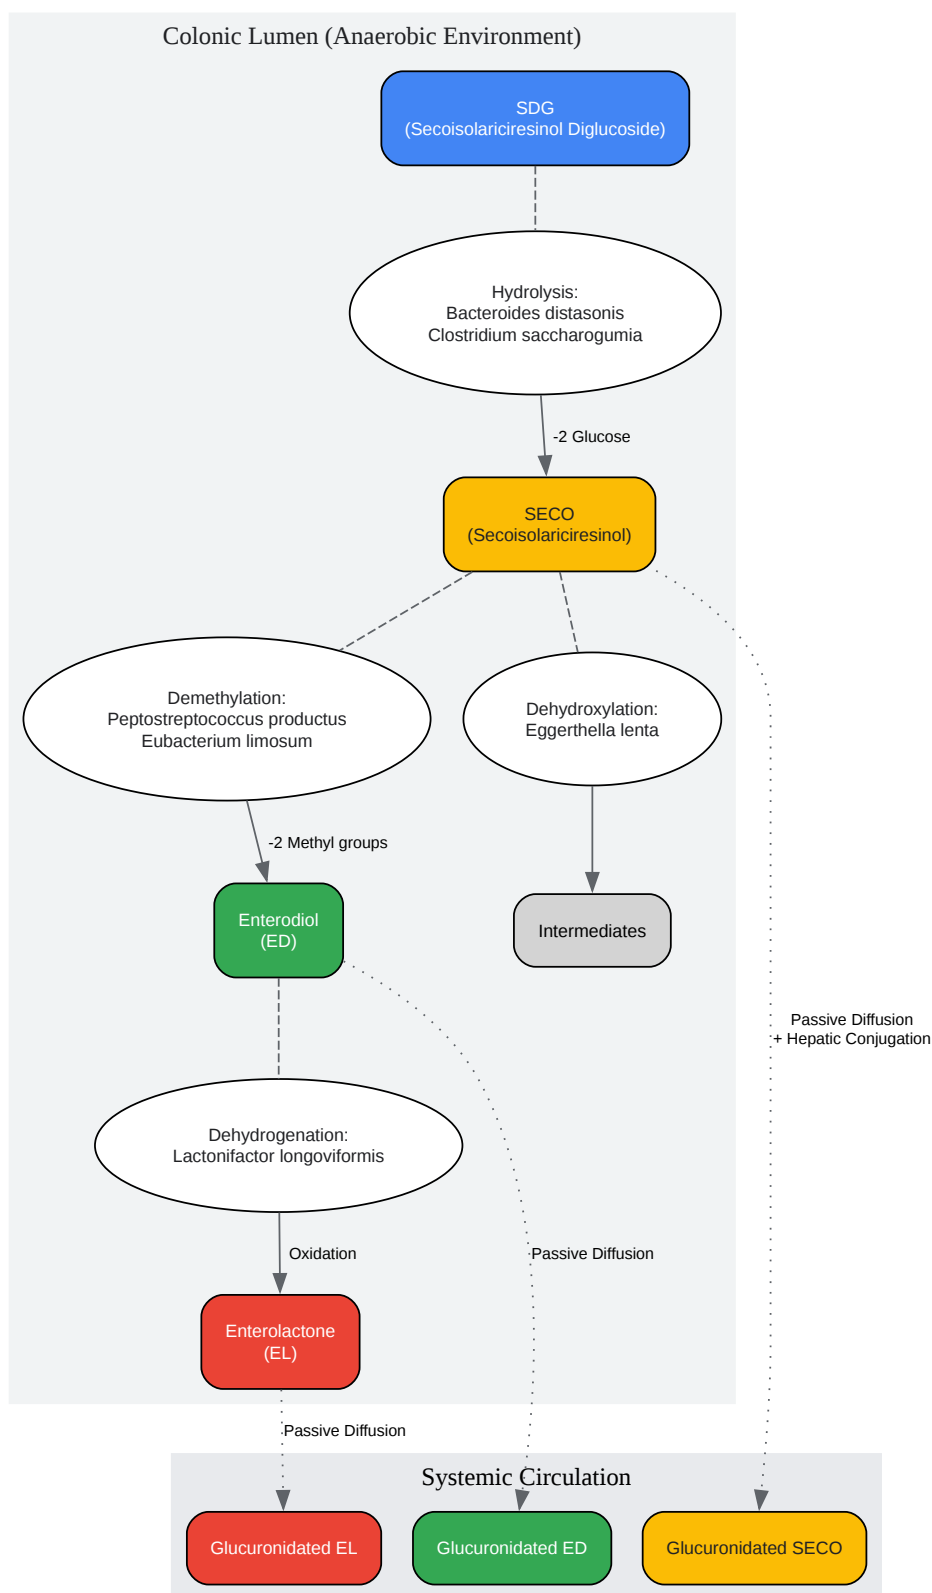 Colonic Lumen (Anaerobic Environment)
SDG
(Secoisolariciresinol Diglucoside)
Hydrolysis:
Bacteroides distasonis
Clostridium saccharogumia
-2 Glucose
SECO
(Secoisolariciresinol)
Demethylation:
Peptostreptococcus productus
Eubacterium limosum
Dehydroxylation:
Eggerthella lenta
-2 Methyl groups
Enterodiol
(ED)
Intermediates
Passive Diffusion
+ Hepatic Conjugation
Dehydrogenation:
Lactonifactor longoviformis
Oxidation
Passive Diffusion
Enterolactone
(EL)
Passive Diffusion
Systemic Circulation
Glucuronidated EL
Glucuronidated ED
Glucuronidated SECO